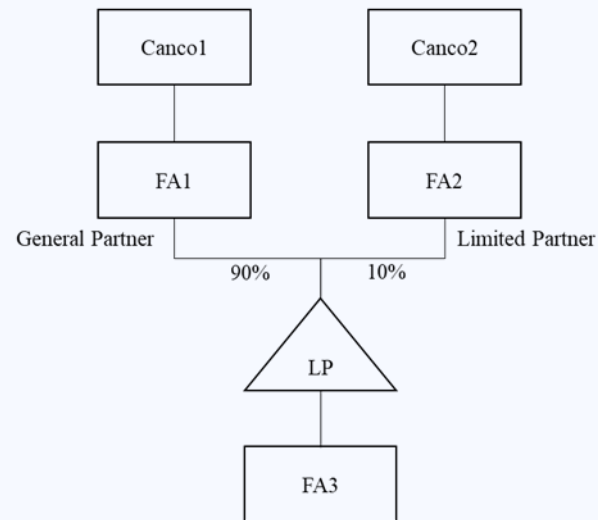 Canco1
Canco2
FA1
FA2
General Partner
Limited Partner
90%
10%
LP
FA3